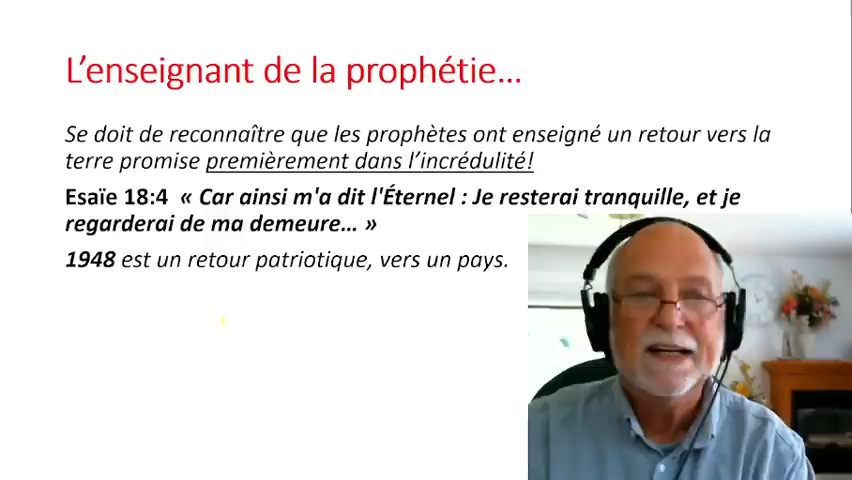 L’enseignant de la prophétie…
Se doit de reconnaître que les prophètes ont enseigné un retour vers la
terre promise premièrement dans l’incrédulité!
Esaïe 18:4 « Car ainsi m'a dit l'Éternel : Je resterai tranquille, et je
regarderai de ma demeure… »
1948 est un retour patriotique, vers un pays.